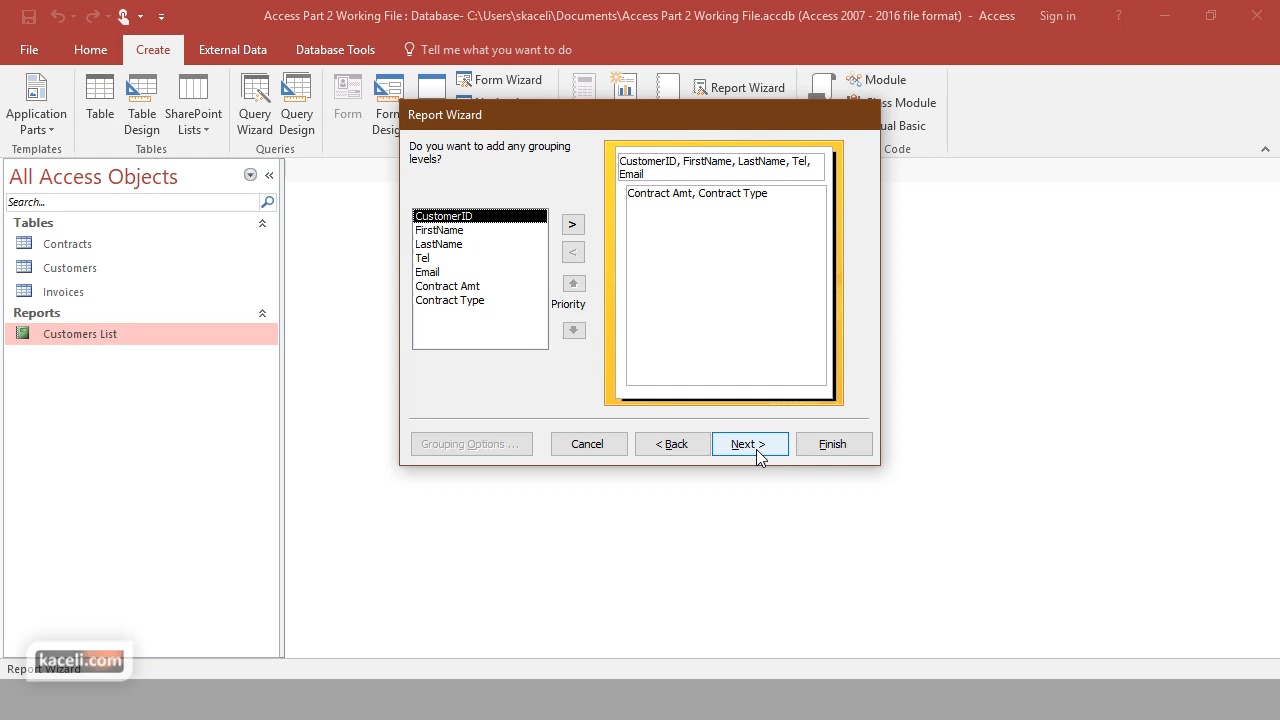 Access Part 2 Working File : Database- C:\Users\skaceli\Documents\Access Part 2 Working File.accdb (Access 2007 - 2016 file format) - Access
Sign in
?
File
Home
Create
External Data
Database Tools
Tell me what you want to do
Application
Parts
Templates
Table
Table
Design
SharePoint
Lists
Tables
Query
Wizard
Query
Design
Queries
Form
Form
Form Wizard
Report Wizard
Module
Class Module
Code
Report Wizard
Do you want to add any grouping
levels?
CustomerID
FirstName
LastName
Tel
Email
Contract Amt
Contract Type
>
<
Priority
CustomerID, FirstName, LastName, Tel,
Email
Contract Amt, Contract Type
Grouping Options ...
Cancel
< Back
Next >
Finish
All Access Objects
«
Search...
Tables
Contracts
Customers
Invoices
Reports
Customers List
kaceli.com
Report Wizard